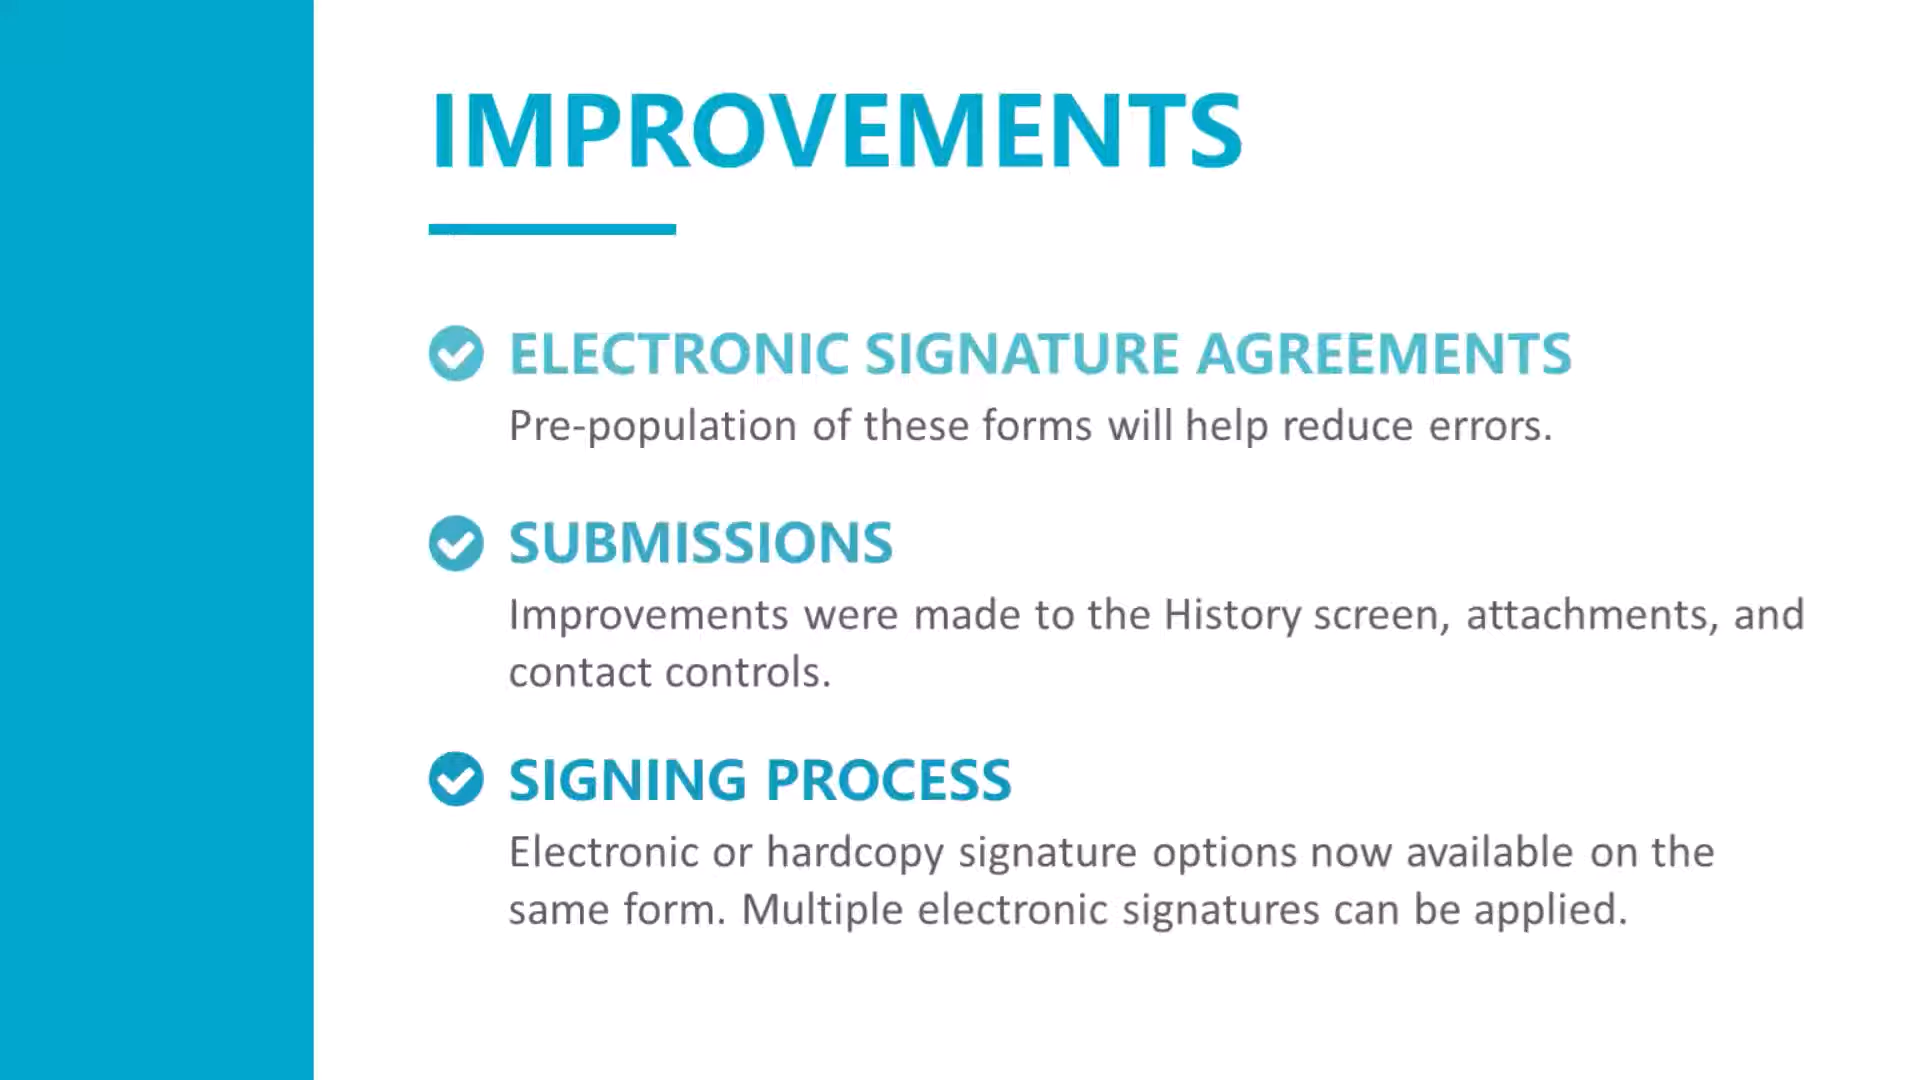 IMPROVEMENTS
ELECTRONIC SIGNATURE AGREEMENTS
Pre-population of these forms will help reduce errors.
SUBMISSIONS
Improvements were made to the History screen, attachments, and
contact controls.
SIGNING PROCESS
Electronic or hardcopy signature options now available on the
same form. Multiple electronic signatures can be applied.